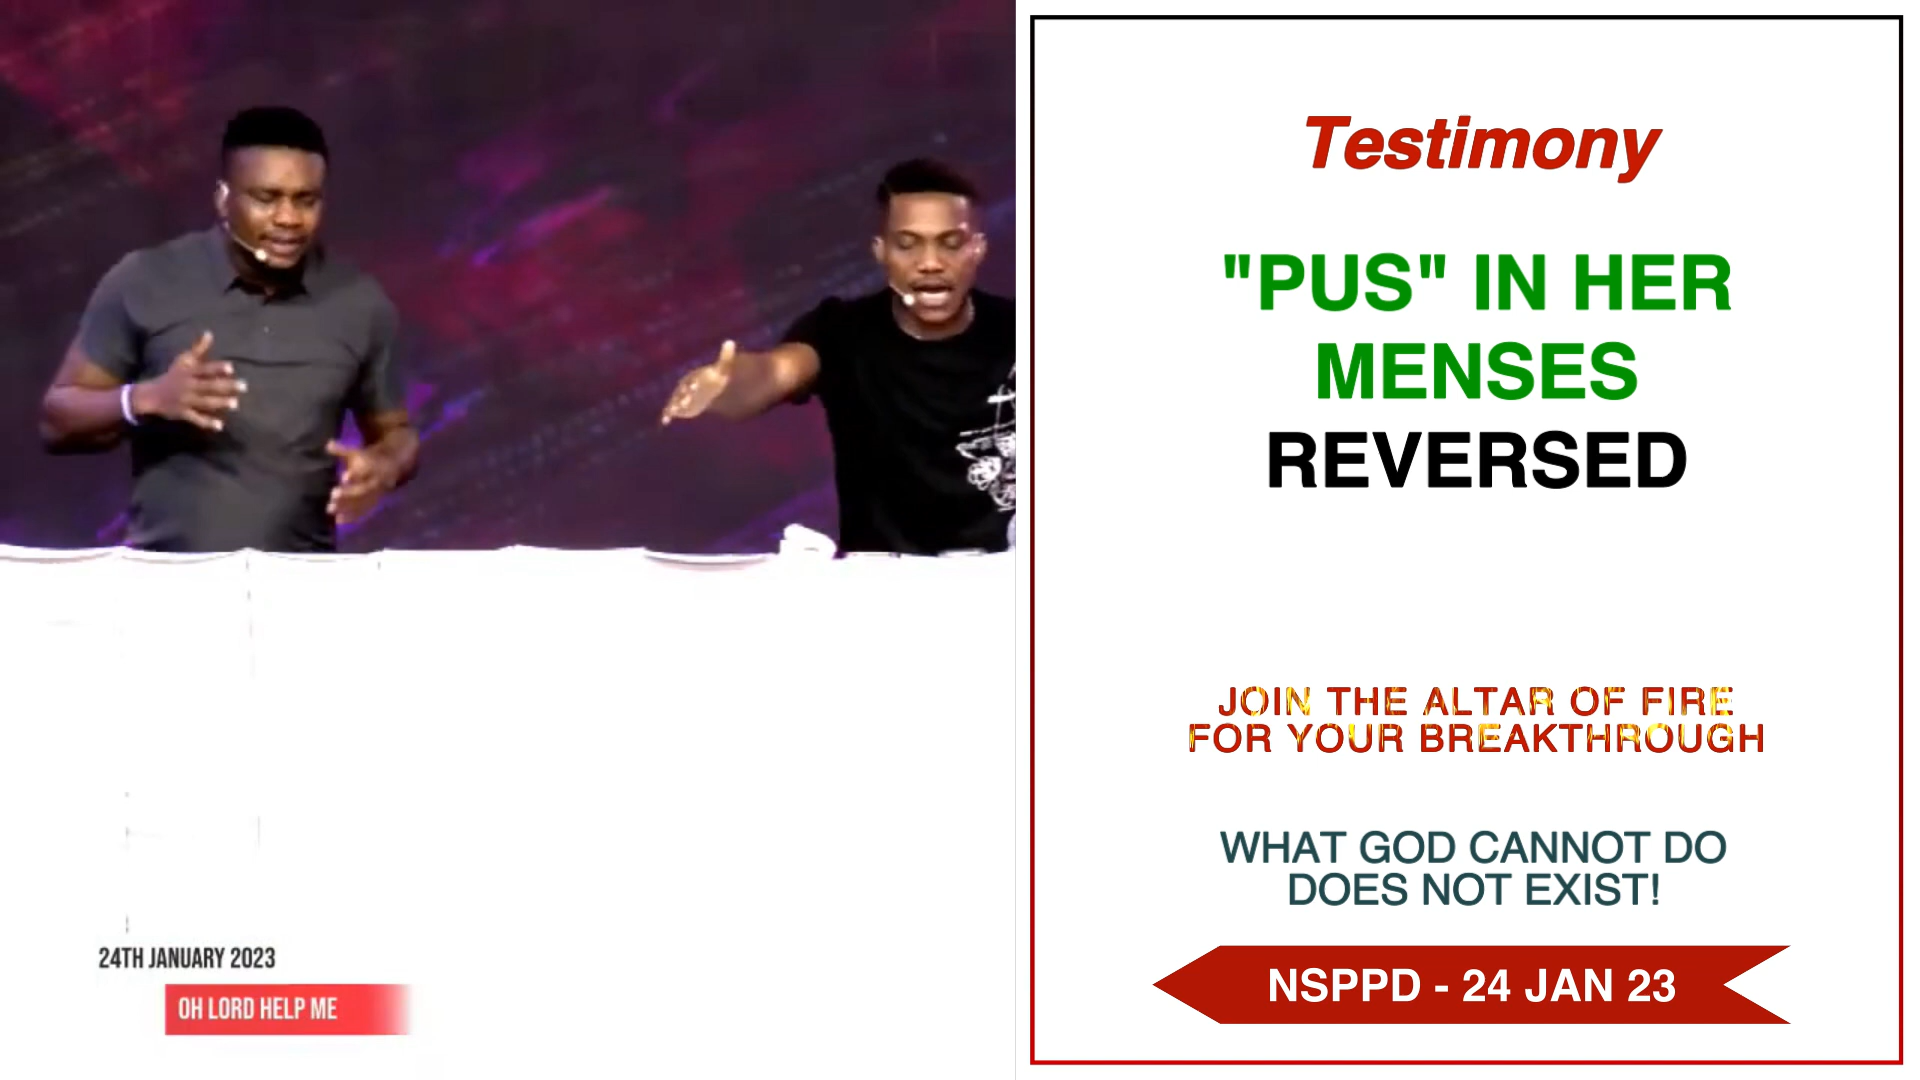 24TH JANUARY 2023
OH LORD HELP ME
Testimony
"PUS" IN HER
MENSES
REVERSED
JOIN THE ALTAR OF FIRE
FOR YOUR BREAKTHROUGH
WHAT GOD CANNOT DO
DOES NOT EXIST!
NSPPD - 24 JAN 23